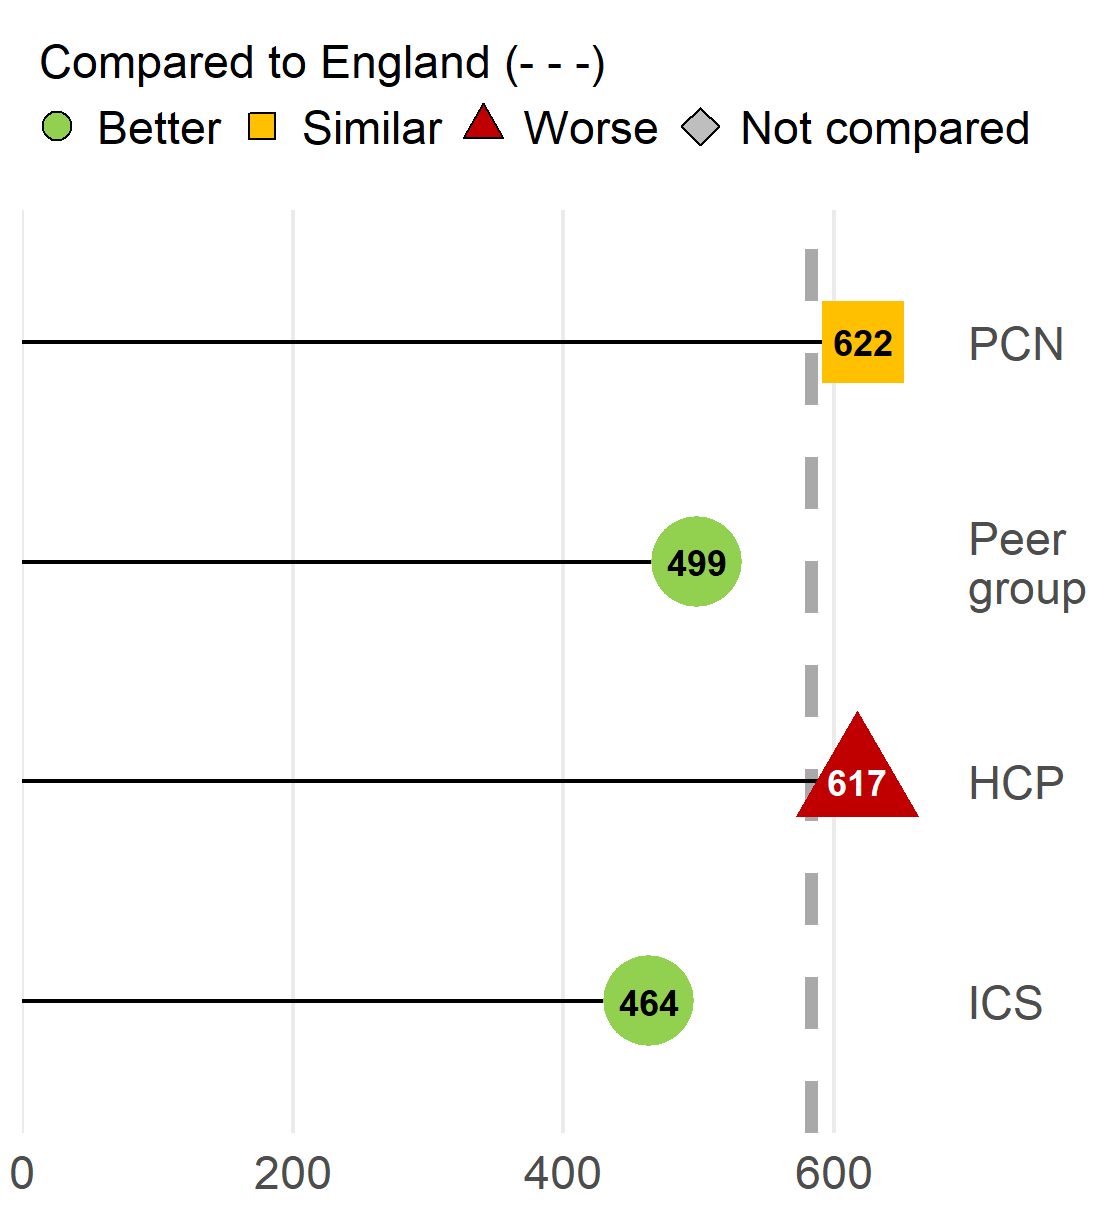 Compared to England (- - -)
Better Similar Worse Not compared
622 PCN
499 Peer
group
617 HCP
464 ICS
0 200 400 600